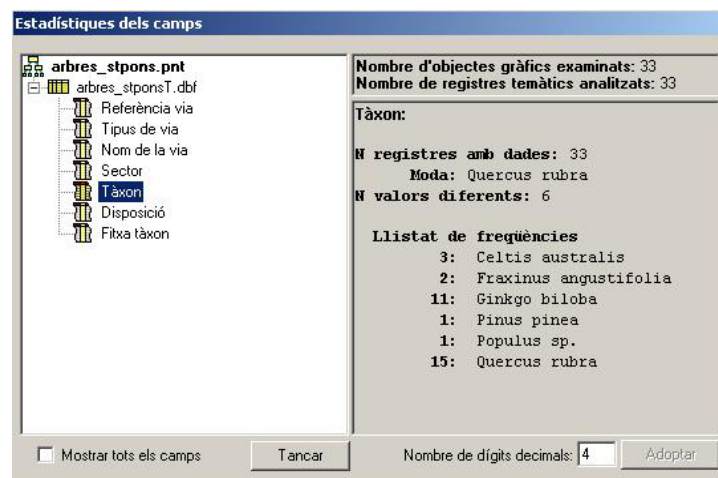 Estadístiques dels camps
arbres_stpons.pnt
arbres_stponsT.dbf
Referència via
Tipus de via
Nom de la via
Sector
Tàxon
Disposició
Fitxa tàxon
Nombre d'objectes gràfics examinats: 33
Nombre de registres temàtics analitzats: 33
Tàxon:
N registres amb dades: 33
Moda: Quercus rubra
N valors diferents: 6
Llistat de freqüències
3: Celtis australis
2: Fraxinus angustifolia
11: Ginkgo biloba
1: Pinus pinea
1: Populus sp.
15: Quercus rubra
Mostrar tots els camps
Tancar
Nombre de dígits decimals: 4
Adoptar